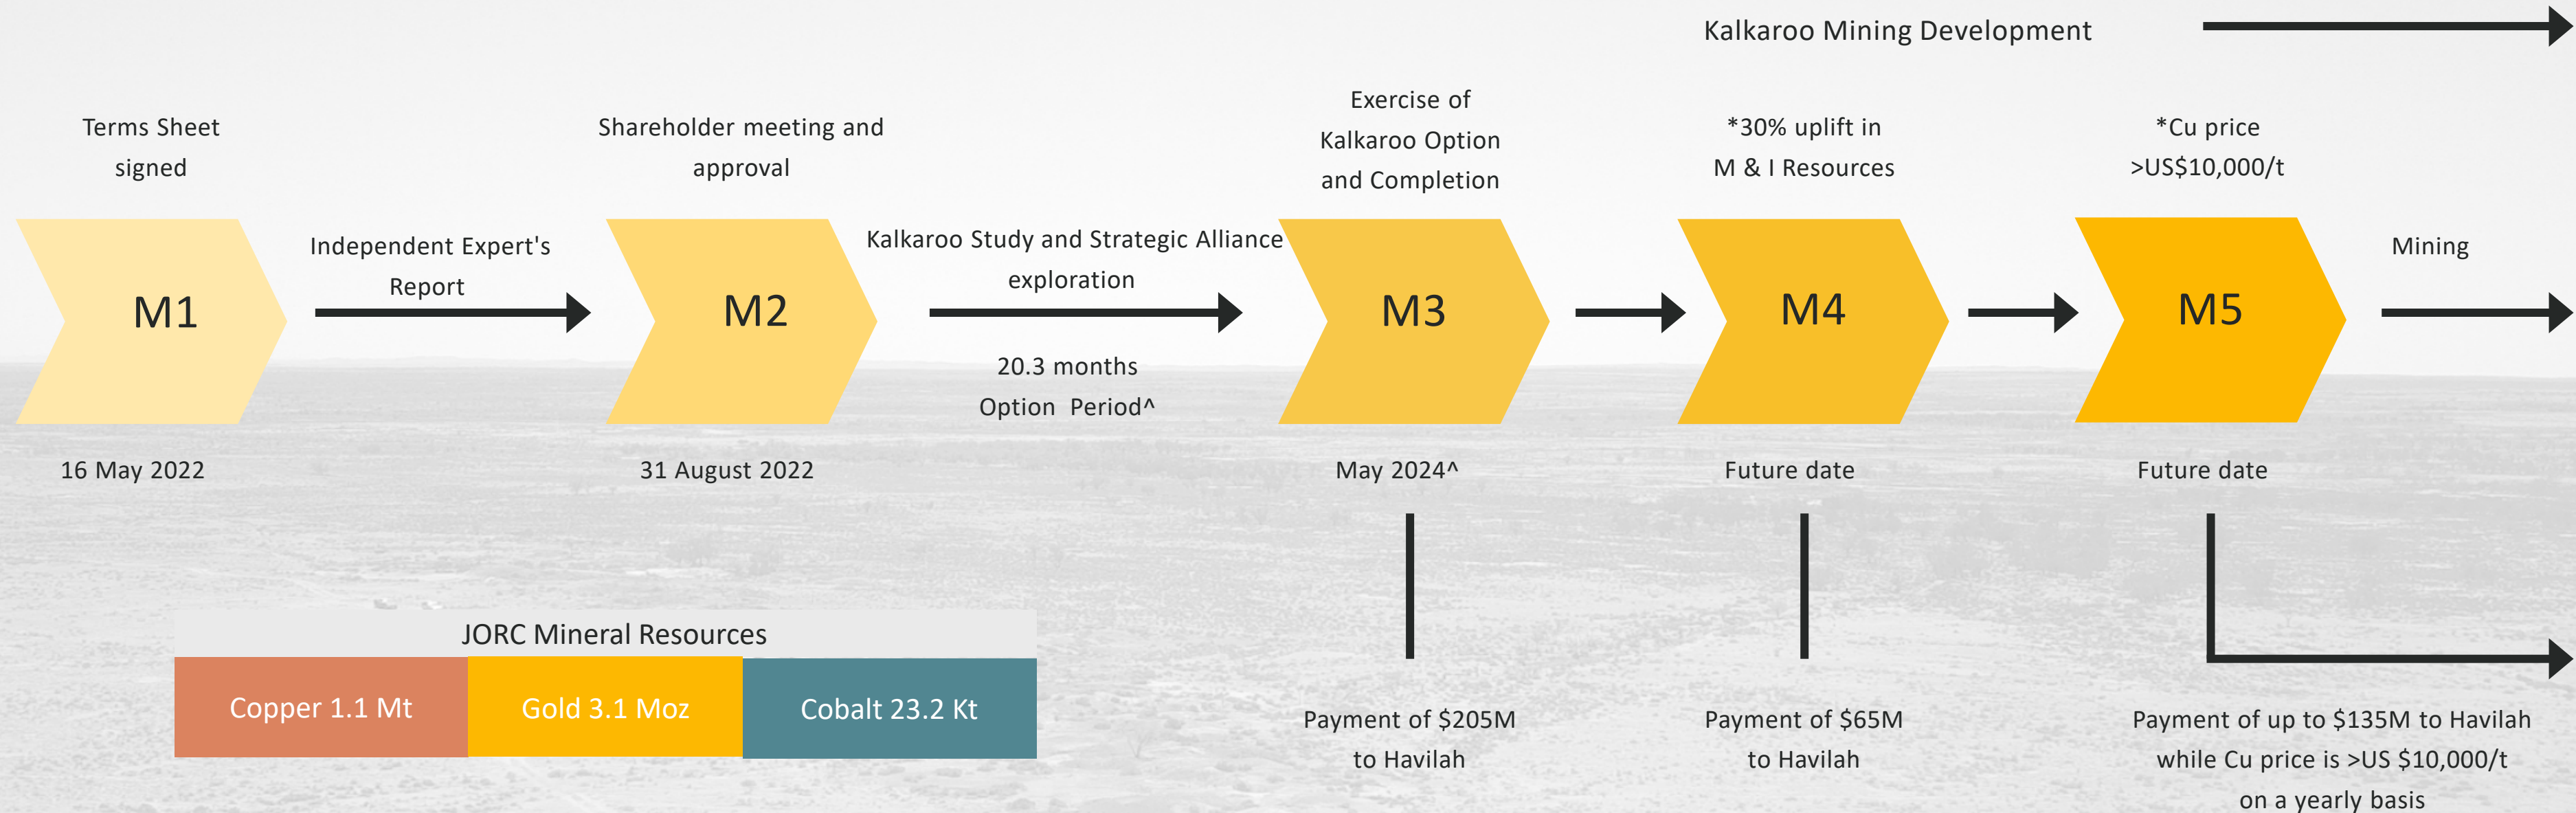 Kalkaroo Mining Development
Terms Sheet
signed
Shareholder meeting and
approval
Exercise of
Kalkaroo Option
and Completion
*30% uplift in
M & I Resources
*Cu price
>US$10,000/t
M1
Independent Expert's
Report
M2
Kalkaroo Study and Strategic Alliance
exploration
20.3 months
Option Period^
M3
M4
M5
Mining
16 May 2022
31 August 2022
May 2024^
Future date
Future date
JORC Mineral Resources
Copper 1.1 Mt
Gold 3.1 Moz
Cobalt 23.2 Kt
Payment of $205M
to Havilah
Payment of $65M
to Havilah
Payment of up to $135M to Havilah
while Cu price is >US $10,000/t
on a yearly basis